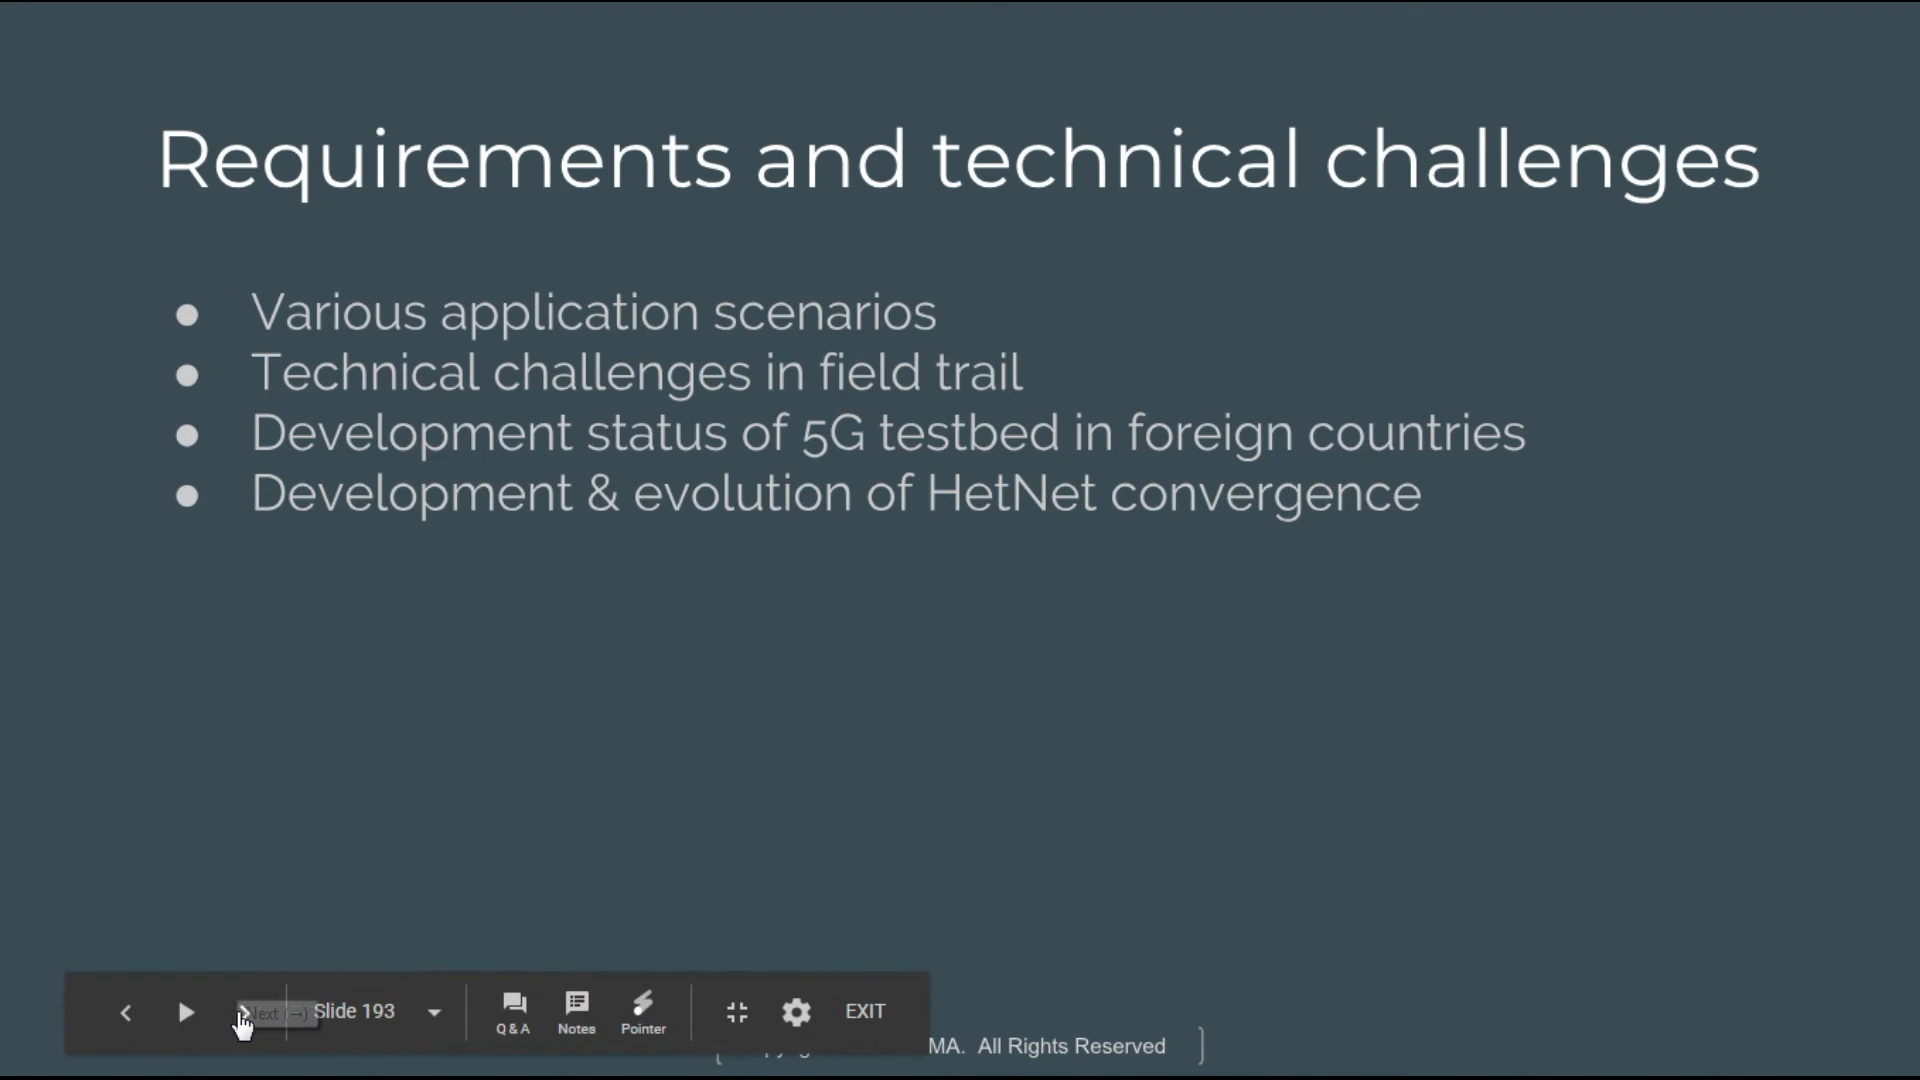 Requirements and technical challenges
● Various application scenarios
● Technical challenges in field trail
● Development status of 5G testbed in foreign countries
● Development & evolution of HetNet convergence
Next (→) Slide 193 Q & A Notes Pointer EXIT
MA. All Rights Reserved